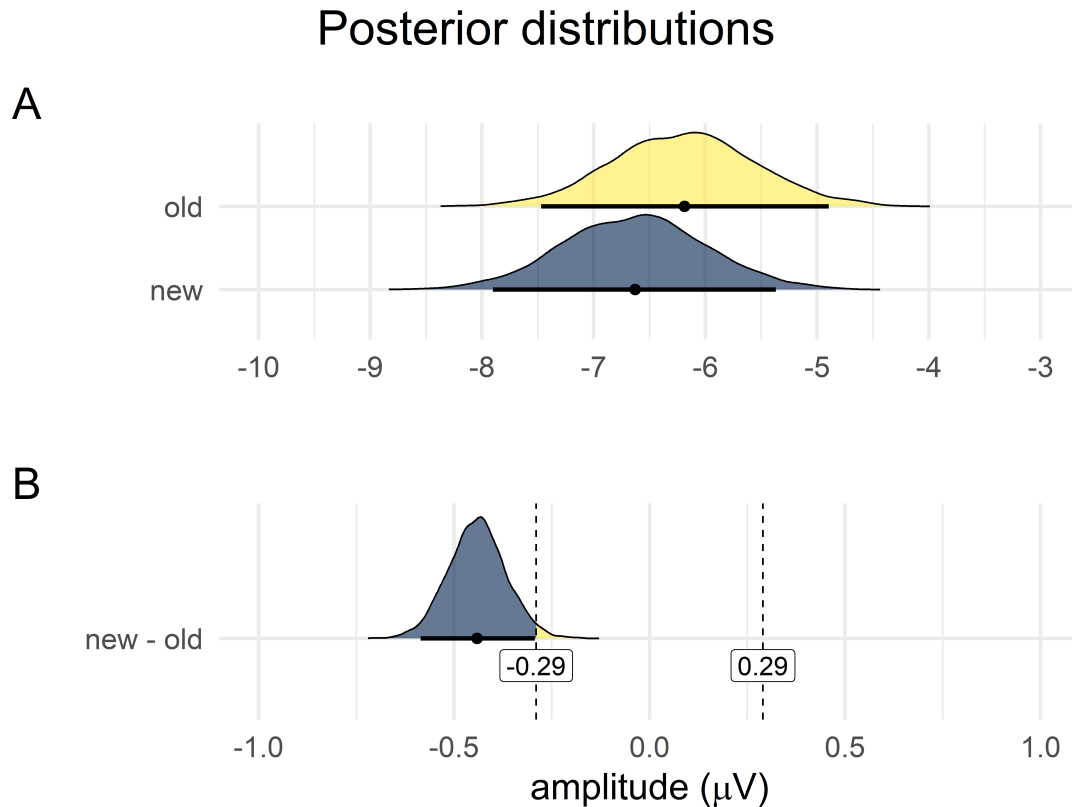 Posterior distributions
A
old
new
-10 -9 -8 -7 -6 -5 -4 -3
B
new - old
-0.29 0.29
-1.0 -0.5 0.0 0.5 1.0
amplitude (μV)